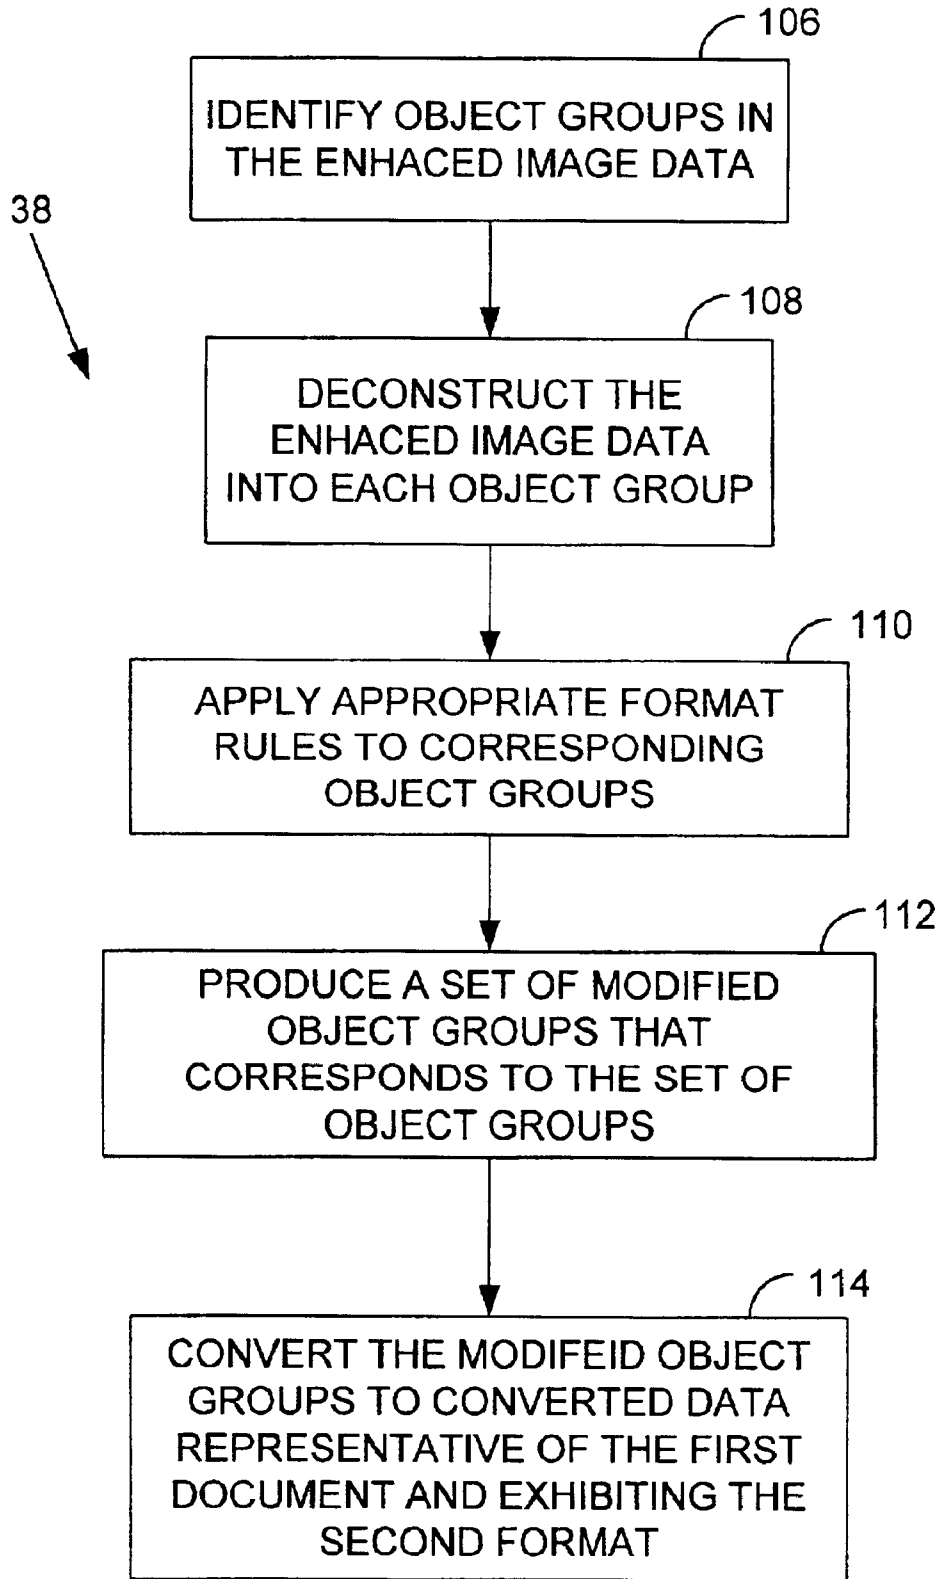 106
IDENTIFY OBJECT GROUPS IN
THE ENHACED IMAGE DATA
38
108
DECONSTRUCT THE
ENHACED IMAGE DATA
INTO EACH OBJECT GROUP
110
APPLY APPROPRIATE FORMAT
RULES TO CORRESPONDING
OBJECT GROUPS
112
PRODUCE A SET OF MODIFIED
OBJECT GROUPS THAT
CORRESPONDS TO THE SET OF
OBJECT GROUPS
114
CONVERT THE MODIFEID OBJECT
GROUPS TO CONVERTED DATA
REPRESENTATIVE OF THE FIRST
DOCUMENT AND EXHIBITING THE
SECOND FORMAT